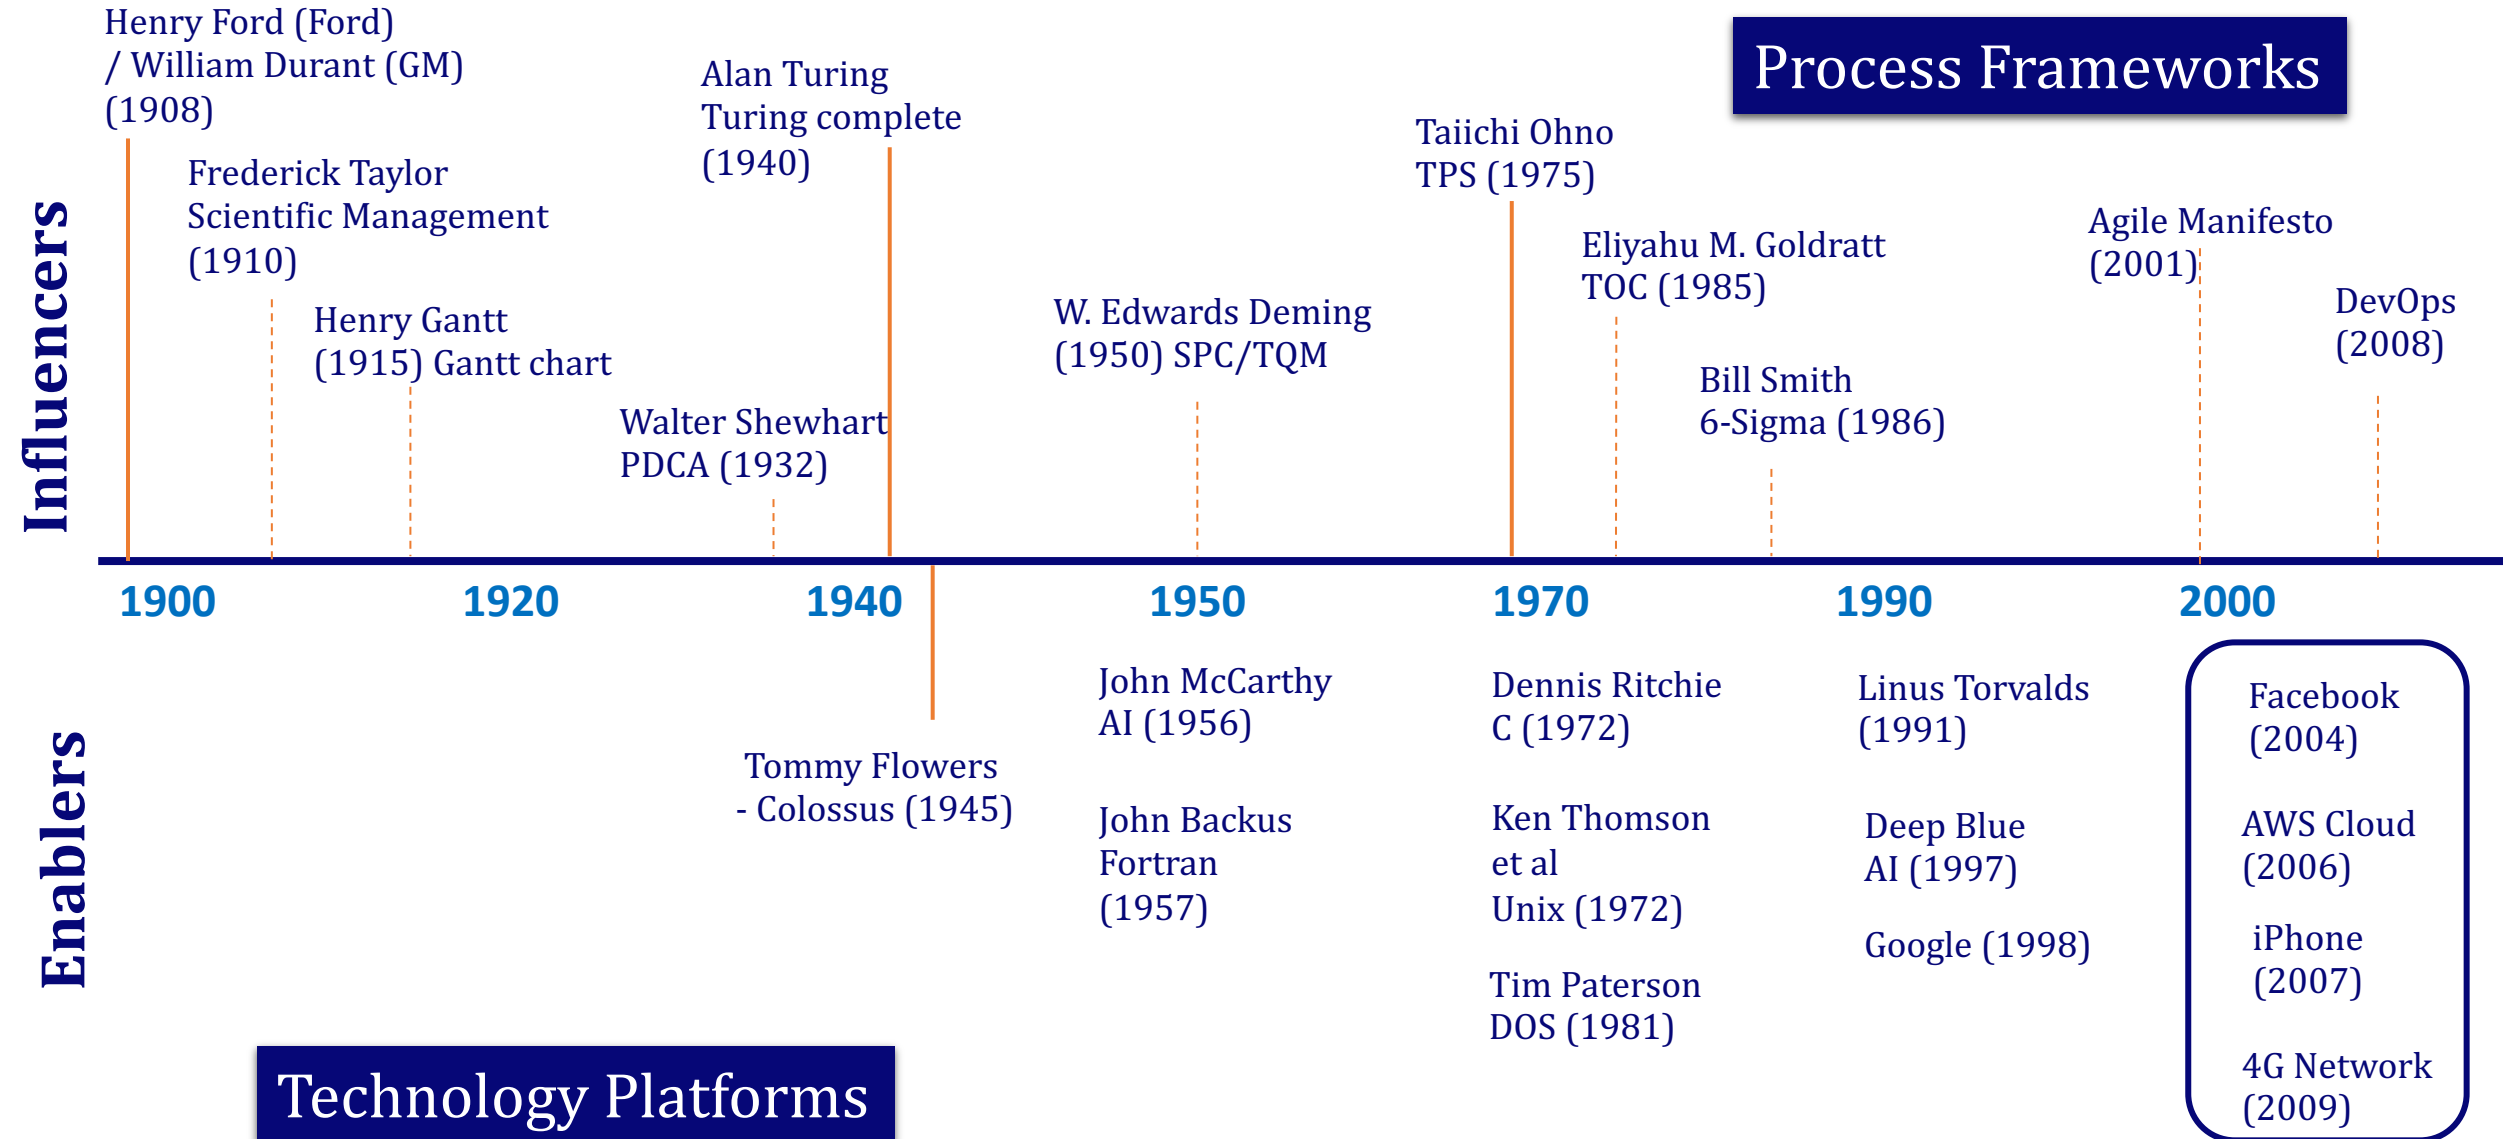 Henry Ford (Ford)
/ William Durant (GM)
(1908)
Process Frameworks
Alan Turing
Turing complete
(1940)
Taiichi Ohno
TPS (1975)
Frederick Taylor
Scientific Management
(1910)
Influencers
Agile Manifesto
(2001)
Eliyahu M. Goldratt
TOC (1985)
DevOps
(2008)
Henry Gantt
(1915) Gantt chart
W. Edwards Deming
(1950) SPC/TQM
Bill Smith
6-Sigma (1986)
Walter Shewhart
PDCA (1932)
1900
1920
1940
1950
1970
1990
2000
Enablers
Tommy Flowers
- Colossus (1945)
John McCarthy
AI (1956)
John Backus
Fortran
(1957)
Dennis Ritchie
C (1972)
Ken Thomson
et al
Unix (1972)
Tim Paterson
DOS (1981)
Linus Torvalds
(1991)
Deep Blue
AI (1997)
Google (1998)
Facebook
(2004)
AWS Cloud
(2006)
iPhone
(2007)
4G Network
(2009)
Technology Platforms